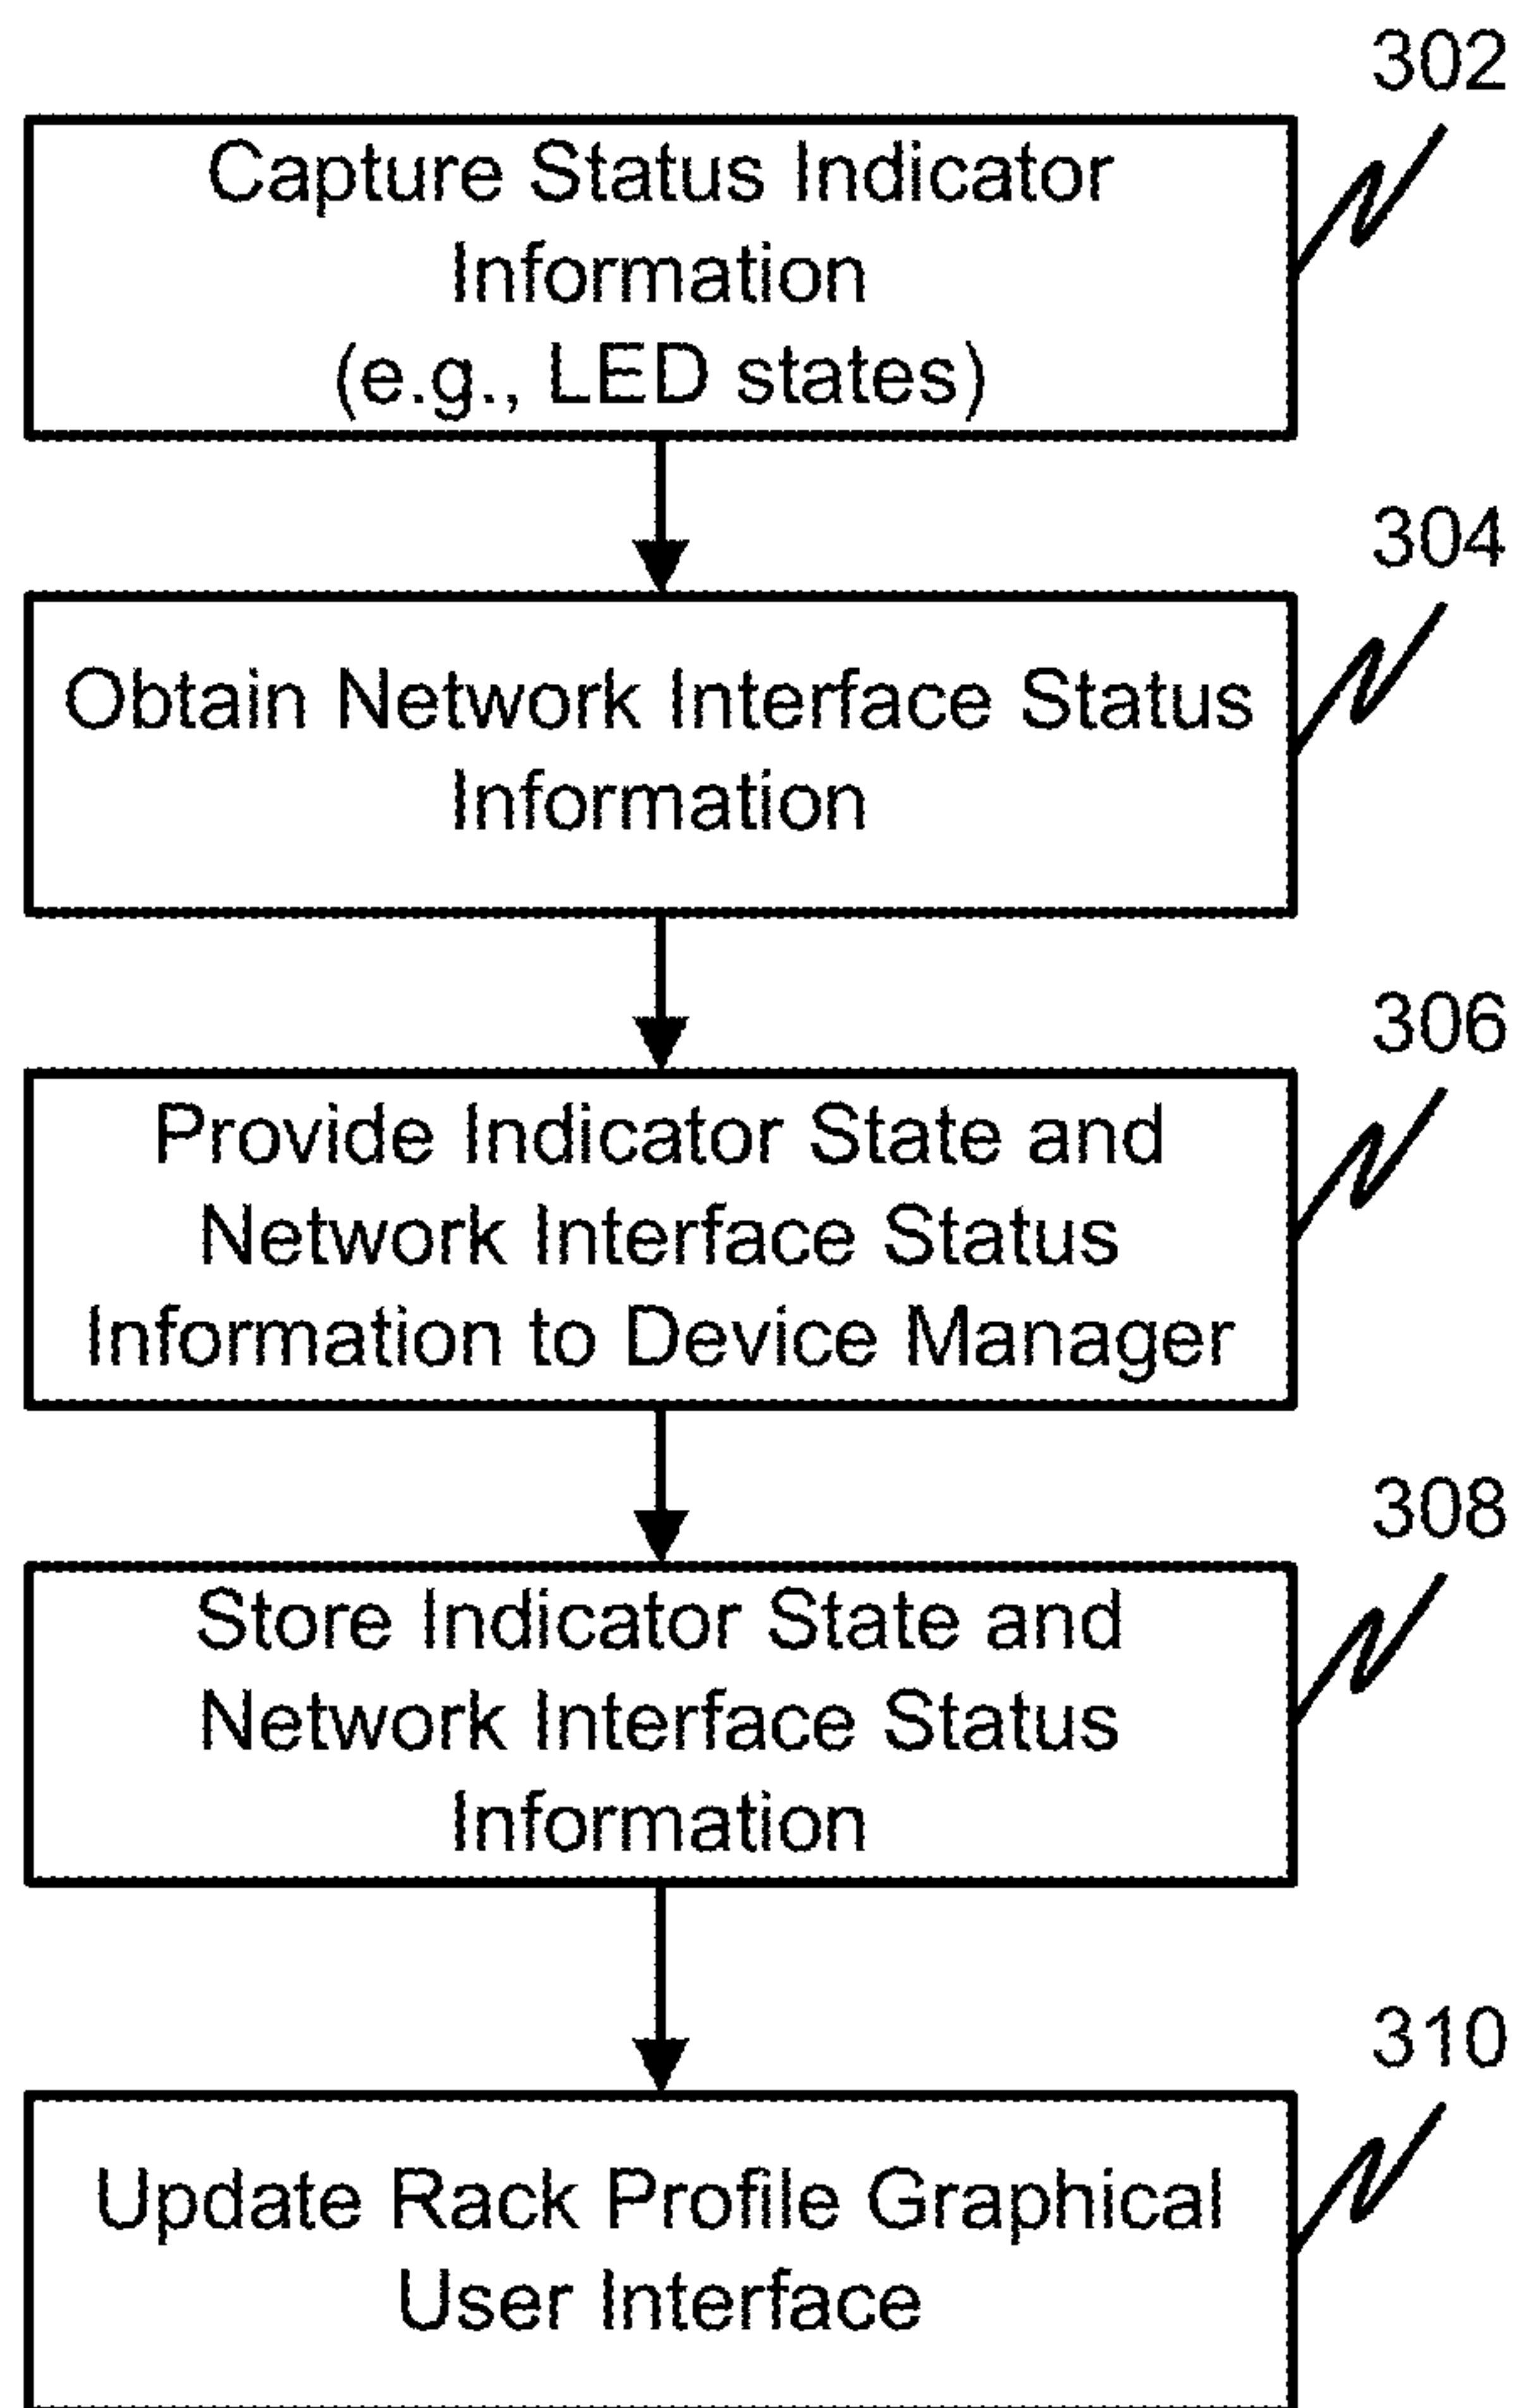 302
Capture Status Indicator
Information
(e.g., LED states)
304
Obtain Network Interface Status
Information
306
Provide Indicator State and
Network Interface Status
Information to Device Manager
308
Store Indicator State and
Network Interface Status
Information
310
Update Rack Profile Graphical
User Interface